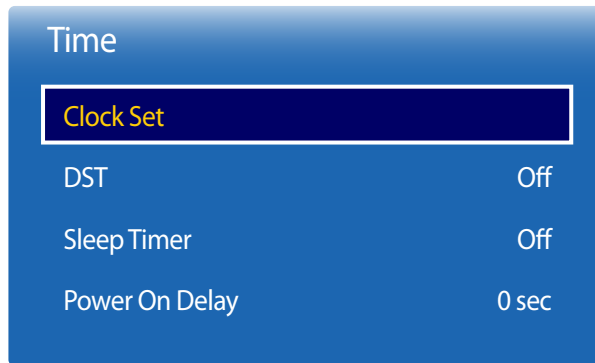 Time
Clock Set
DST Off
Sleep Timer Off
Power On Delay 0 sec